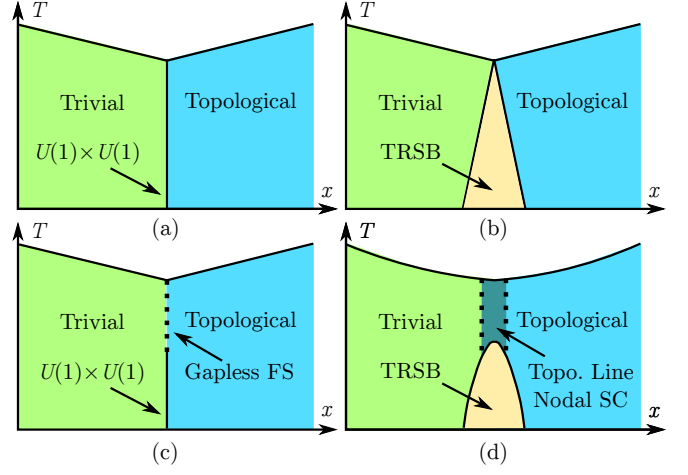 T
T
Trivial
Topological
Trivial
Topological
U(1)×U(1)
TRSB
x
x
(a)
(b)
T
T
Trivial
Topological
Trivial
Topological
U(1)×U(1)
Gapless FS
TRSB
Topo. Line
Nodal SC
x
x
(c)
(d)